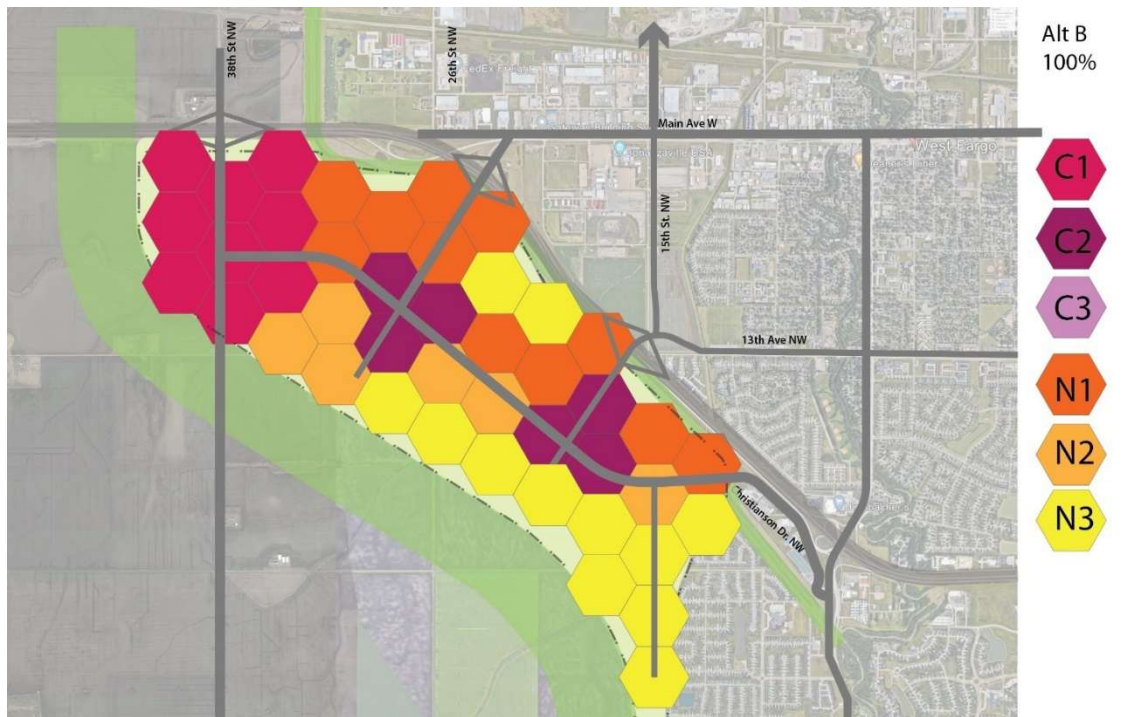 38th St NW
26th St NW
Alt B
100%
Main Ave W
West Fargo
15th St. NW
C1
C2
C3
13th Ave NW
N1
N2
N3
Christianson Dr. NW